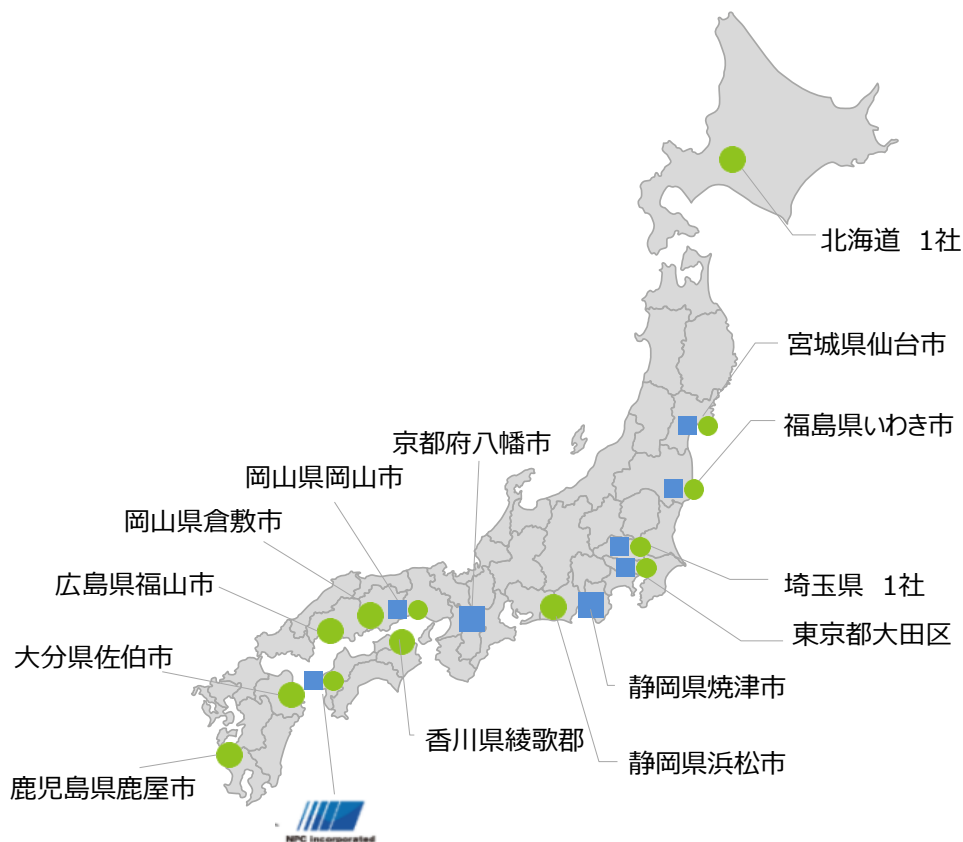 北海道 1社
宮城県仙台市
福島県いわき市
京都府八幡市
岡山県岡山市
岡山県倉敷市
広島県福山市
大分県佐伯市
埼玉県 1社
東京都大田区
静岡県焼津市
香川県綾歌郡
静岡県浜松市
鹿児島県鹿屋市
NPC Incorporated